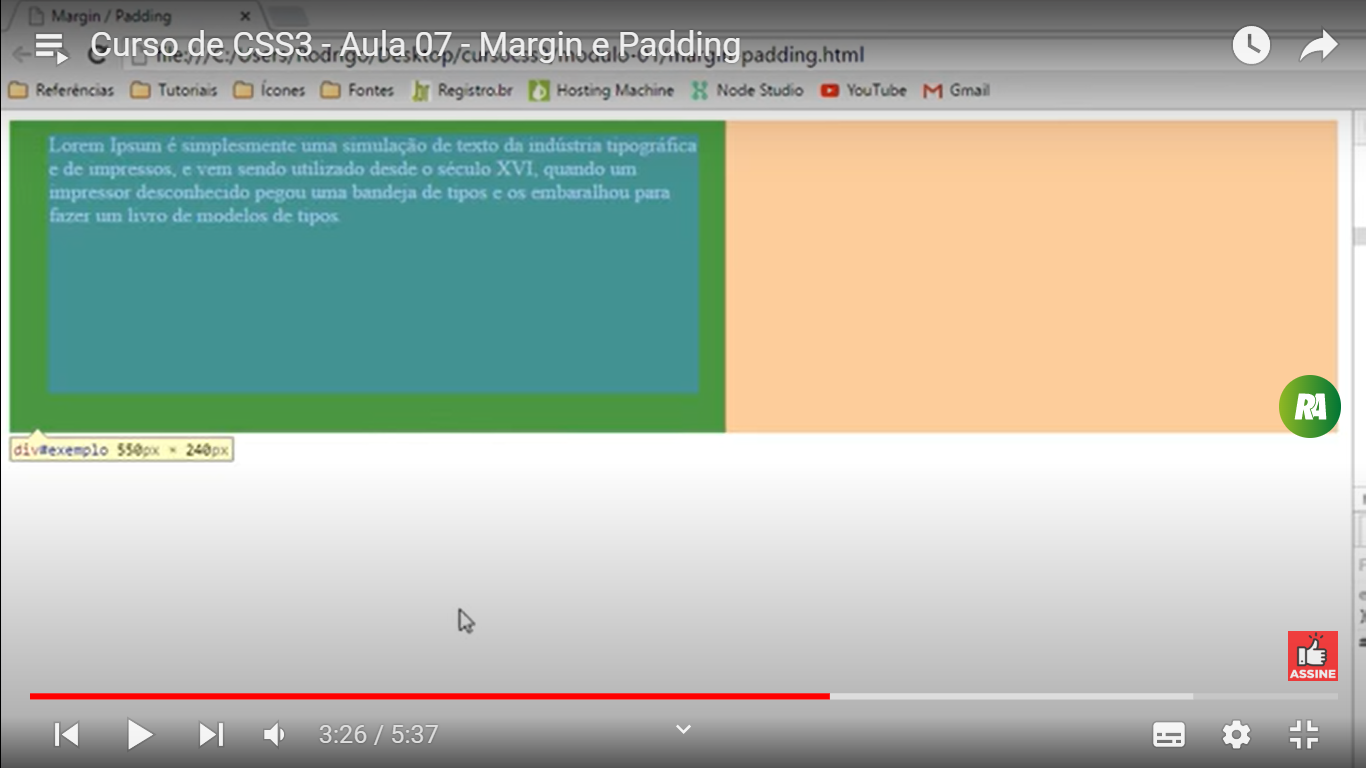 Margin / Padding
Curso de CSS3 - Aula 07 - Margin e Padding
file:///C:/Users/Rodrigo/Desktop/cursocss3/modulo-01/margin-padding.html
Referências Tutoriais Ícones Fontes Registro.br Hosting Machine Node Studio YouTube Gmail
Lorem Ipsum é simplesmente uma simulação de texto da indústria tipográfica
e de impressos, e vem sendo utilizado desde o século XVI, quando um
impressor desconhecido pegou uma bandeja de tipos e os embaralhou para
fazer um livro de modelos de tipos.
RA
div#exemplo 550px × 240px
ASSINE
3:26 / 5:37